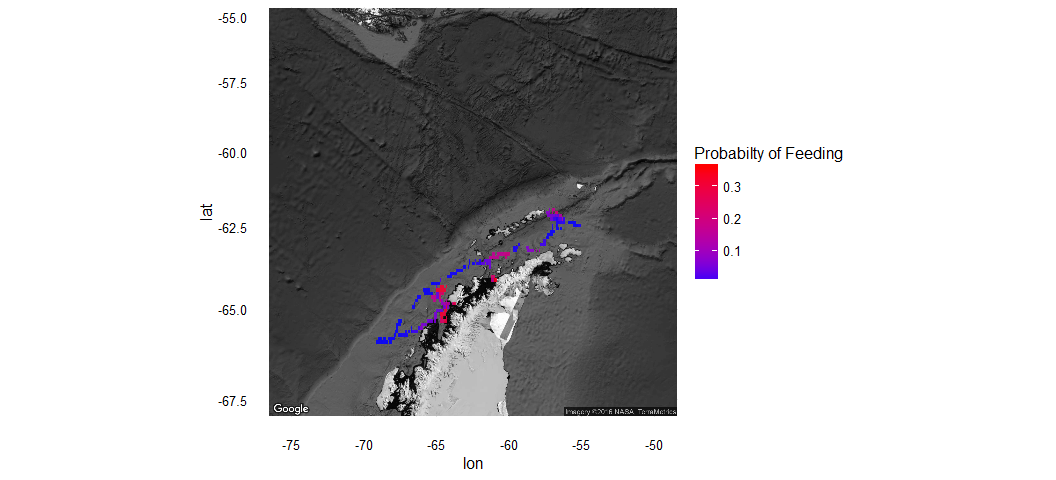 -55.0
-57.5
-60.0
-62.5
-65.0
-67.5
lat
Google
Imagery ©2016 NASA, TerraMetrics
-75 -70 -65 -60 -55 -50
lon
Probabilty of Feeding
0.3
0.2
0.1